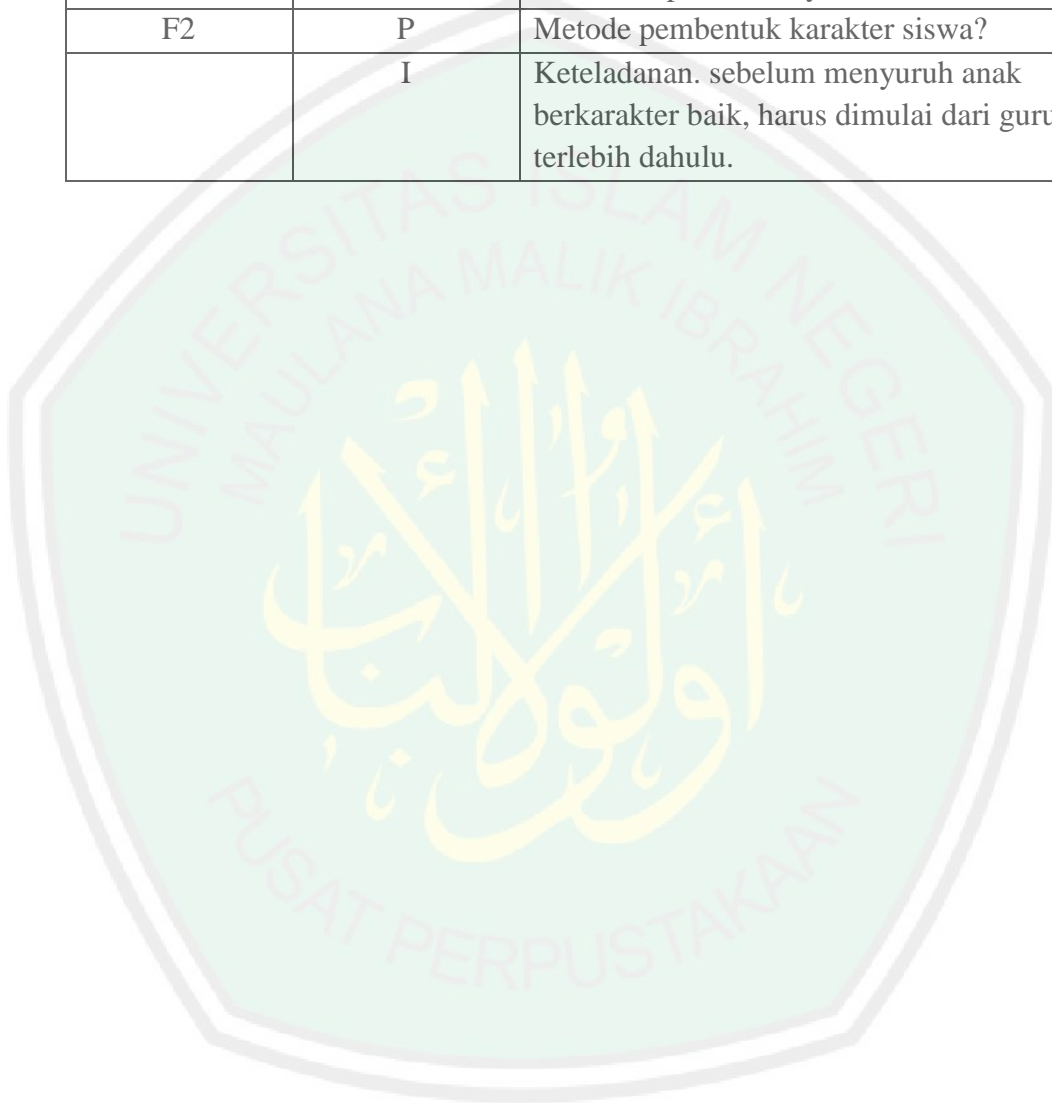 F2 P Metode pembentuk karakter siswa?
I Keteladanan. sebelum menyuruh anak
berkarakter baik, harus dimulai dari guru
terlebih dahulu.
UNIVERSITAS ISLAM NEGERI
MAULANA MALIK IBRAHIM
أولوا الألباب
PUSAT PERPUSTAKAAN